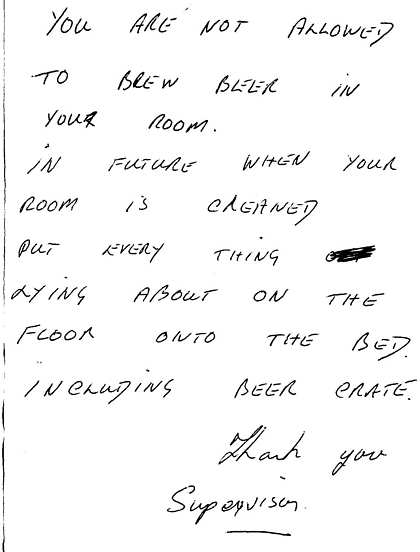 YOU ARE NOT ALLOWED
TO BREW BEER IN
YOUR ROOM.
IN FUTURE WHEN YOUR
ROOM IS CLEANED
PUT EVERY THING
LYING ABOUT ON THE
FLOOR ONTO THE BED.
INCLUDING BEER CRATE.
Thank you
Supervisor.